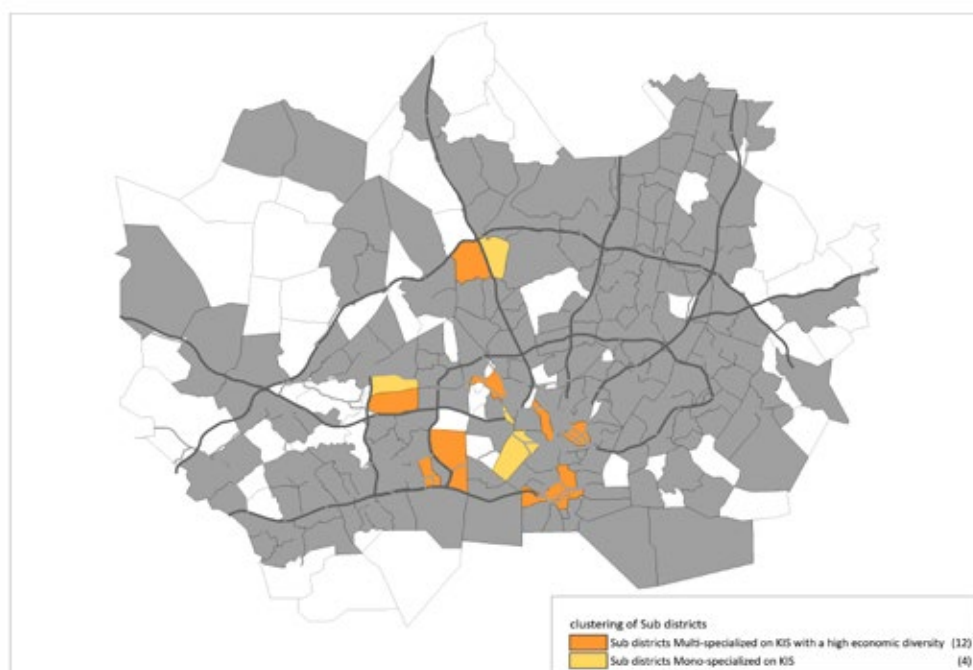 clustering of Sub districts
Sub districts Multi-specialized on KIS with a high economic diversity (12)
Sub districts Mono-specialized on KIS (4)